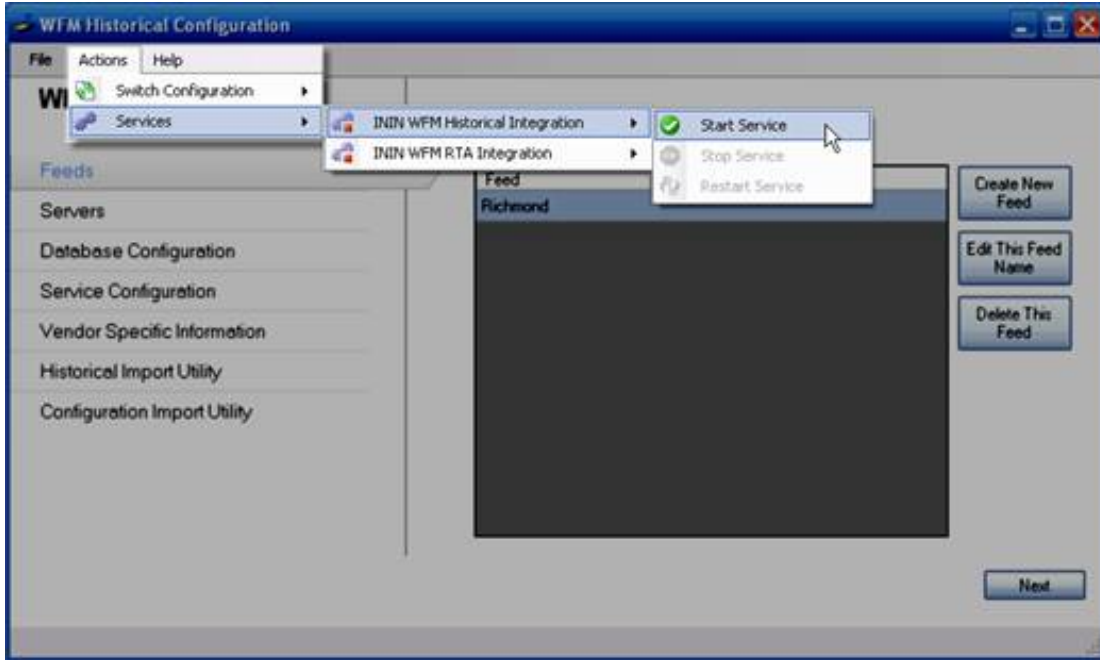 WFM Historical Configuration
File Actions Help
Switch Configuration
Services
ININ WFM Historical Integration
ININ WFM RTA Integration
Start Service
Stop Service
Restart Service
Feeds
Servers
Database Configuration
Service Configuration
Vendor Specific Information
Historical Import Utility
Configuration Import Utility
Feed
Richmond
Create New
Feed
Edit This Feed
Name
Delete This
Feed
Next